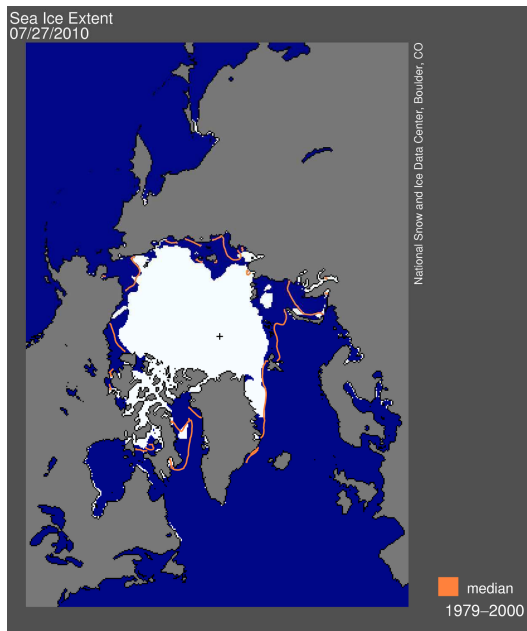 Sea Ice Extent
07/27/2010
National Snow and Ice Data Center, Boulder, CO
median
1979–2000